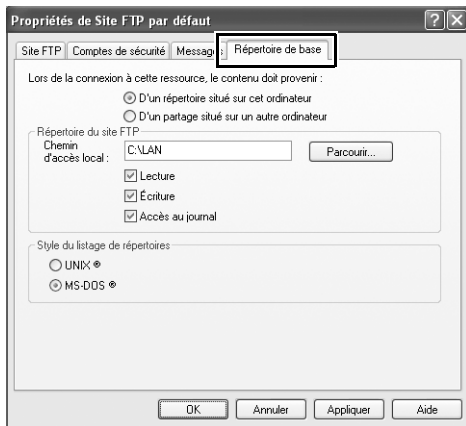 Propriétés de Site FTP par défaut
Site FTP Comptes de sécurité Messages Répertoire de base
Lors de la connexion à cette ressource, le contenu doit provenir :
D'un répertoire situé sur cet ordinateur
D'un partage situé sur un autre ordinateur
Répertoire du site FTP
Chemin d'accès local : C:\LAN Parcourir...
Lecture
Écriture
Accès au journal
Style du listage de répertoires
UNIX ®
MS-DOS ®
OK Annuler Appliquer Aide